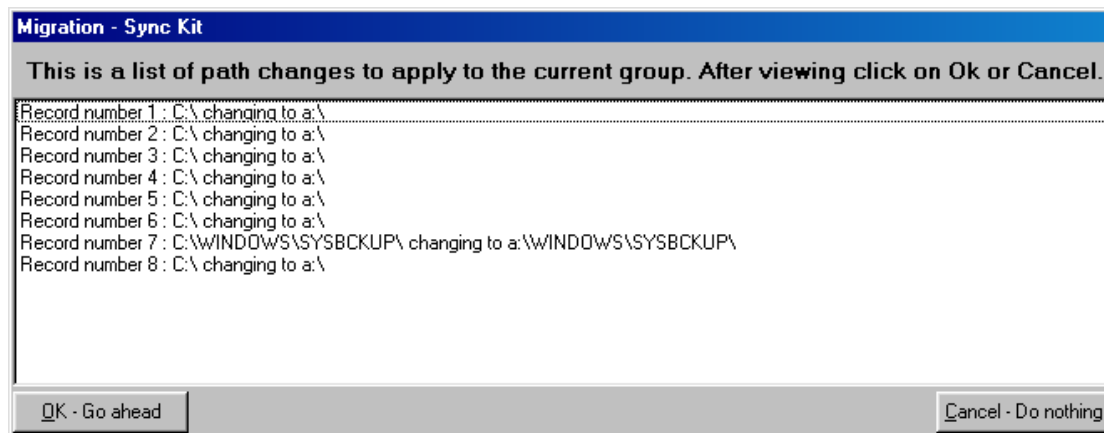 Migration - Sync Kit
This is a list of path changes to apply to the current group. After viewing click on Ok or Cancel.
Record number 1 : C:\ changing to a:\
Record number 2 : C:\ changing to a:\
Record number 3 : C:\ changing to a:\
Record number 4 : C:\ changing to a:\
Record number 5 : C:\ changing to a:\
Record number 6 : C:\ changing to a:\
Record number 7 : C:\WINDOWS\SYSBCKUP\ changing to a:\WINDOWS\SYSBCKUP\
Record number 8 : C:\ changing to a:\
OK - Go ahead
Cancel - Do nothing